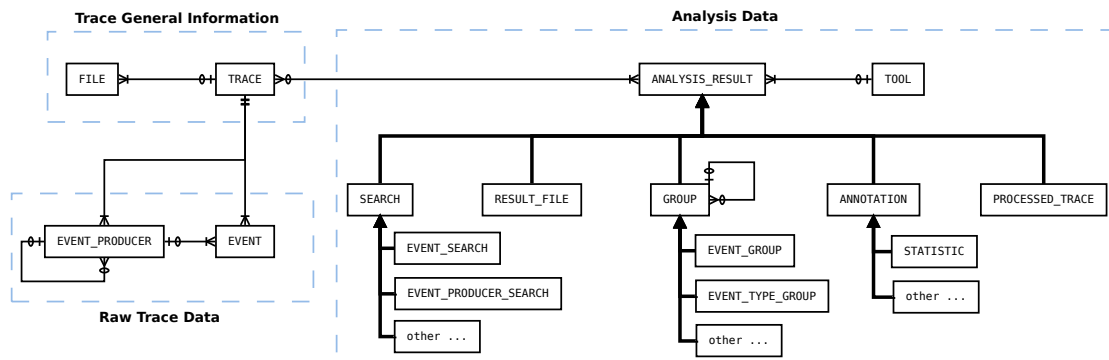 Trace General Information
Analysis Data
FILE
TRACE
ANALYSIS_RESULT
TOOL
SEARCH
RESULT_FILE
GROUP
ANNOTATION
PROCESSED_TRACE
EVENT_PRODUCER
EVENT
EVENT_SEARCH
EVENT_GROUP
STATISTIC
EVENT_PRODUCER_SEARCH
EVENT_TYPE_GROUP
other ...
other ...
other ...
Raw Trace Data